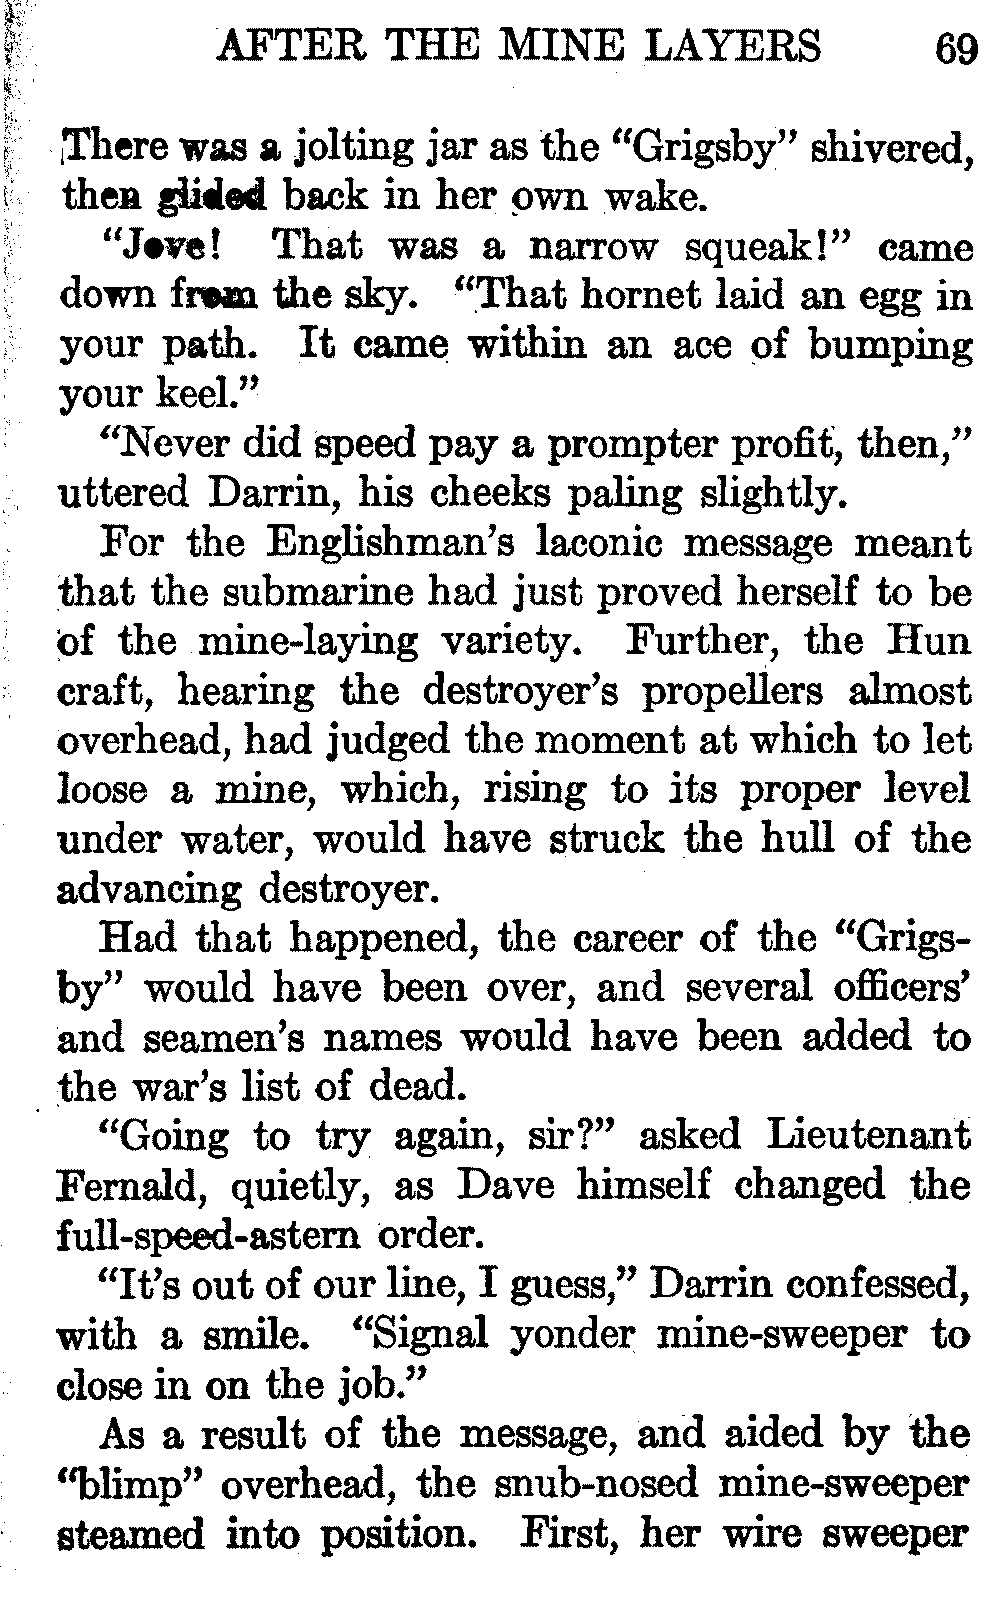 AFTER THE MINE LAYERS 69
There was a jolting jar as the “Grigsby” shivered,
then glided back in her own wake.
“Jove! That was a narrow squeak!” came
down from the sky. “That hornet laid an egg in
your path. It came within an ace of bumping
your keel.”
“Never did speed pay a prompter profit, then,”
uttered Darrin, his cheeks paling slightly.
For the Englishman’s laconic message meant
that the submarine had just proved herself to be
of the mine-laying variety. Further, the Hun
craft, hearing the destroyer’s propellers almost
overhead, had judged the moment at which to let
loose a mine, which, rising to its proper level
under water, would have struck the hull of the
advancing destroyer.
Had that happened, the career of the “Grigs-
by” would have been over, and several officers’
and seamen’s names would have been added to
the war’s list of dead.
“Going to try again, sir?” asked Lieutenant
Fernald, quietly, as Dave himself changed the
full-speed-astern order.
“It’s out of our line, I guess,” Darrin confessed,
with a smile. “Signal yonder mine-sweeper to
close in on the job.”
As a result of the message, and aided by the
“blimp” overhead, the snub-nosed mine-sweeper
steamed into position. First, her wire sweeper